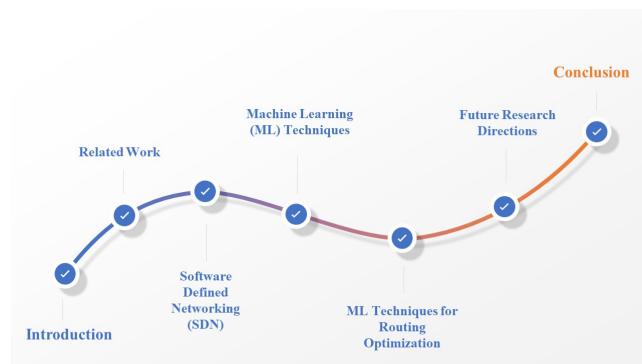 Introduction
Related Work
Software
Defined
Networking
(SDN)
Machine Learning
(ML) Techniques
ML Techniques for
Routing
Optimization
Future Research
Directions
Conclusion